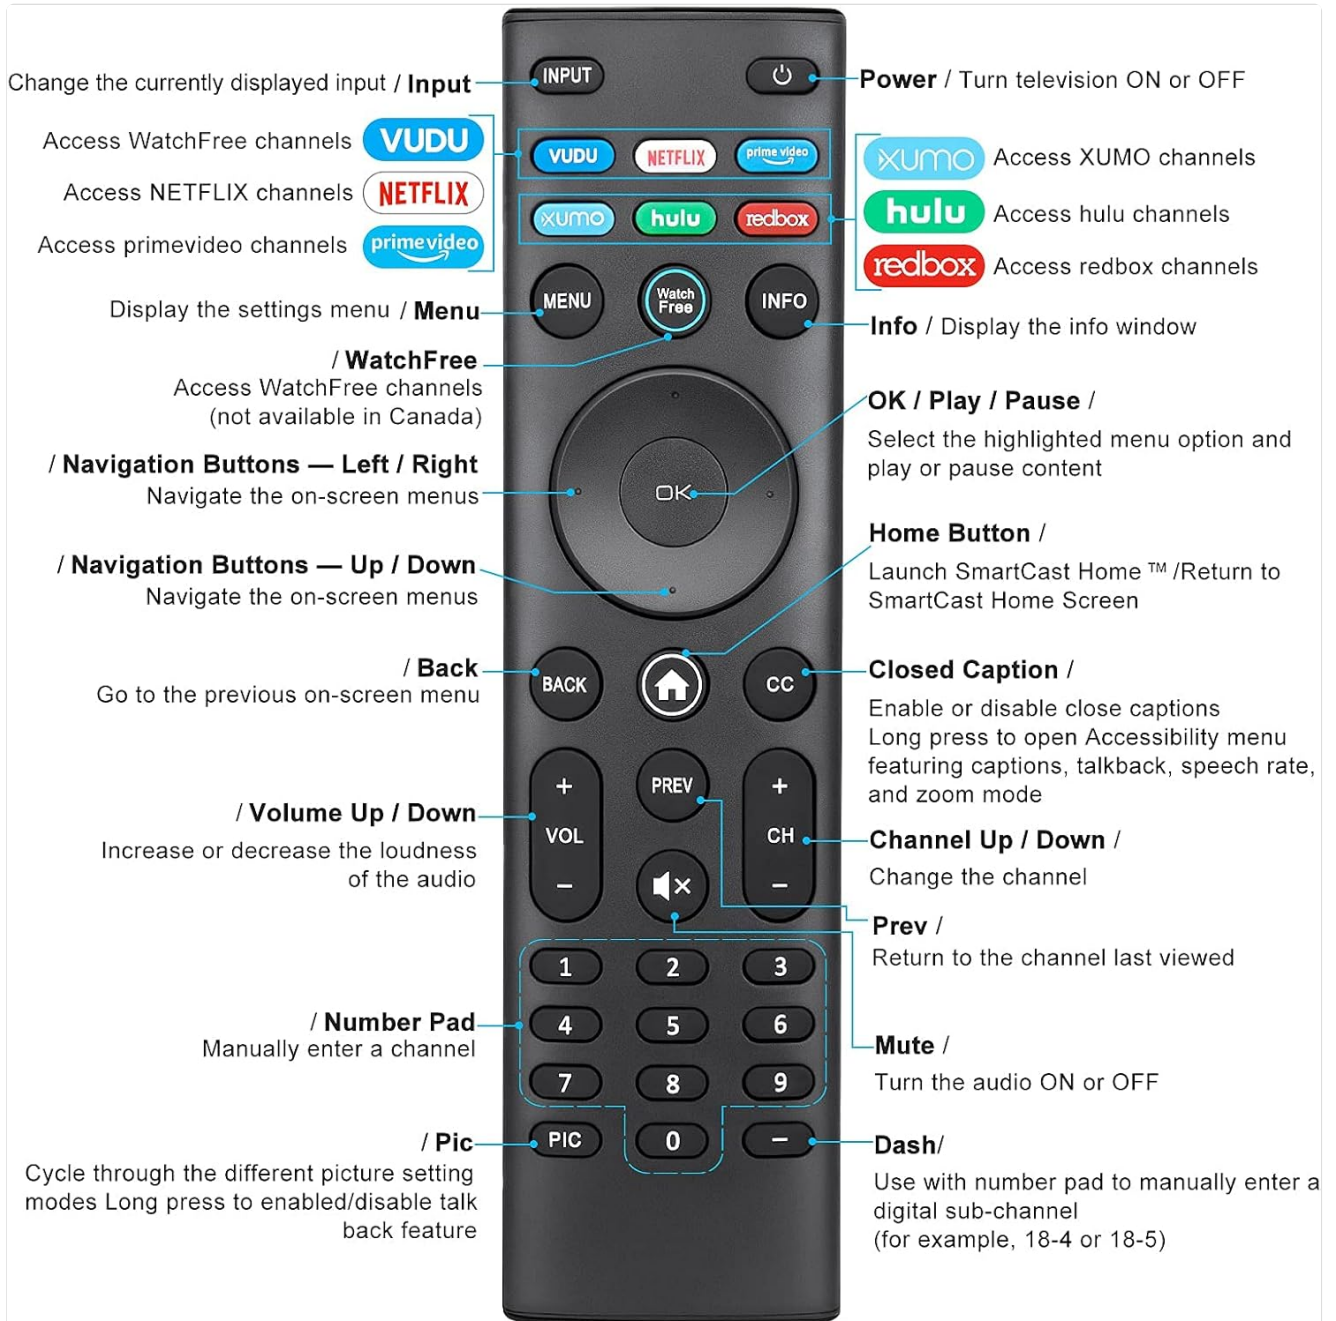 Change the currently displayed input / Input
Access WatchFree channels VUDU
Access NETFLIX channels NETFLIX
Access primevideo channels prime video
Display the settings menu / Menu
/ WatchFree
Access WatchFree channels
(not available in Canada)
/ Navigation Buttons — Left / Right
Navigate the on-screen menus
/ Navigation Buttons — Up / Down
Navigate the on-screen menus
/ Back
Go to the previous on-screen menu
/ Volume Up / Down
Increase or decrease the loudness
of the audio
/ Number Pad
Manually enter a channel
/ Pic
Cycle through the different picture setting
modes Long press to enabled/disable talk
back feature
INPUT
VUDU NETFLIX prime video
XUMO hulu redbox
MENU Watch Free INFO
OK
BACK CC
+ PREV +
VOL CH
− −
1 2 3
4 5 6
7 8 9
PIC 0 −
Power / Turn television ON or OFF
XUMO Access XUMO channels
hulu Access hulu channels
redbox Access redbox channels
Info / Display the info window
OK / Play / Pause /
Select the highlighted menu option and
play or pause content
Home Button /
Launch SmartCast Home ™ /Return to
SmartCast Home Screen
Closed Caption /
Enable or disable close captions
Long press to open Accessibility menu
featuring captions, talkback, speech rate,
and zoom mode
Channel Up / Down /
Change the channel
Prev /
Return to the channel last viewed
Mute /
Turn the audio ON or OFF
Dash/
Use with number pad to manually enter a
digital sub-channel
(for example, 18-4 or 18-5)